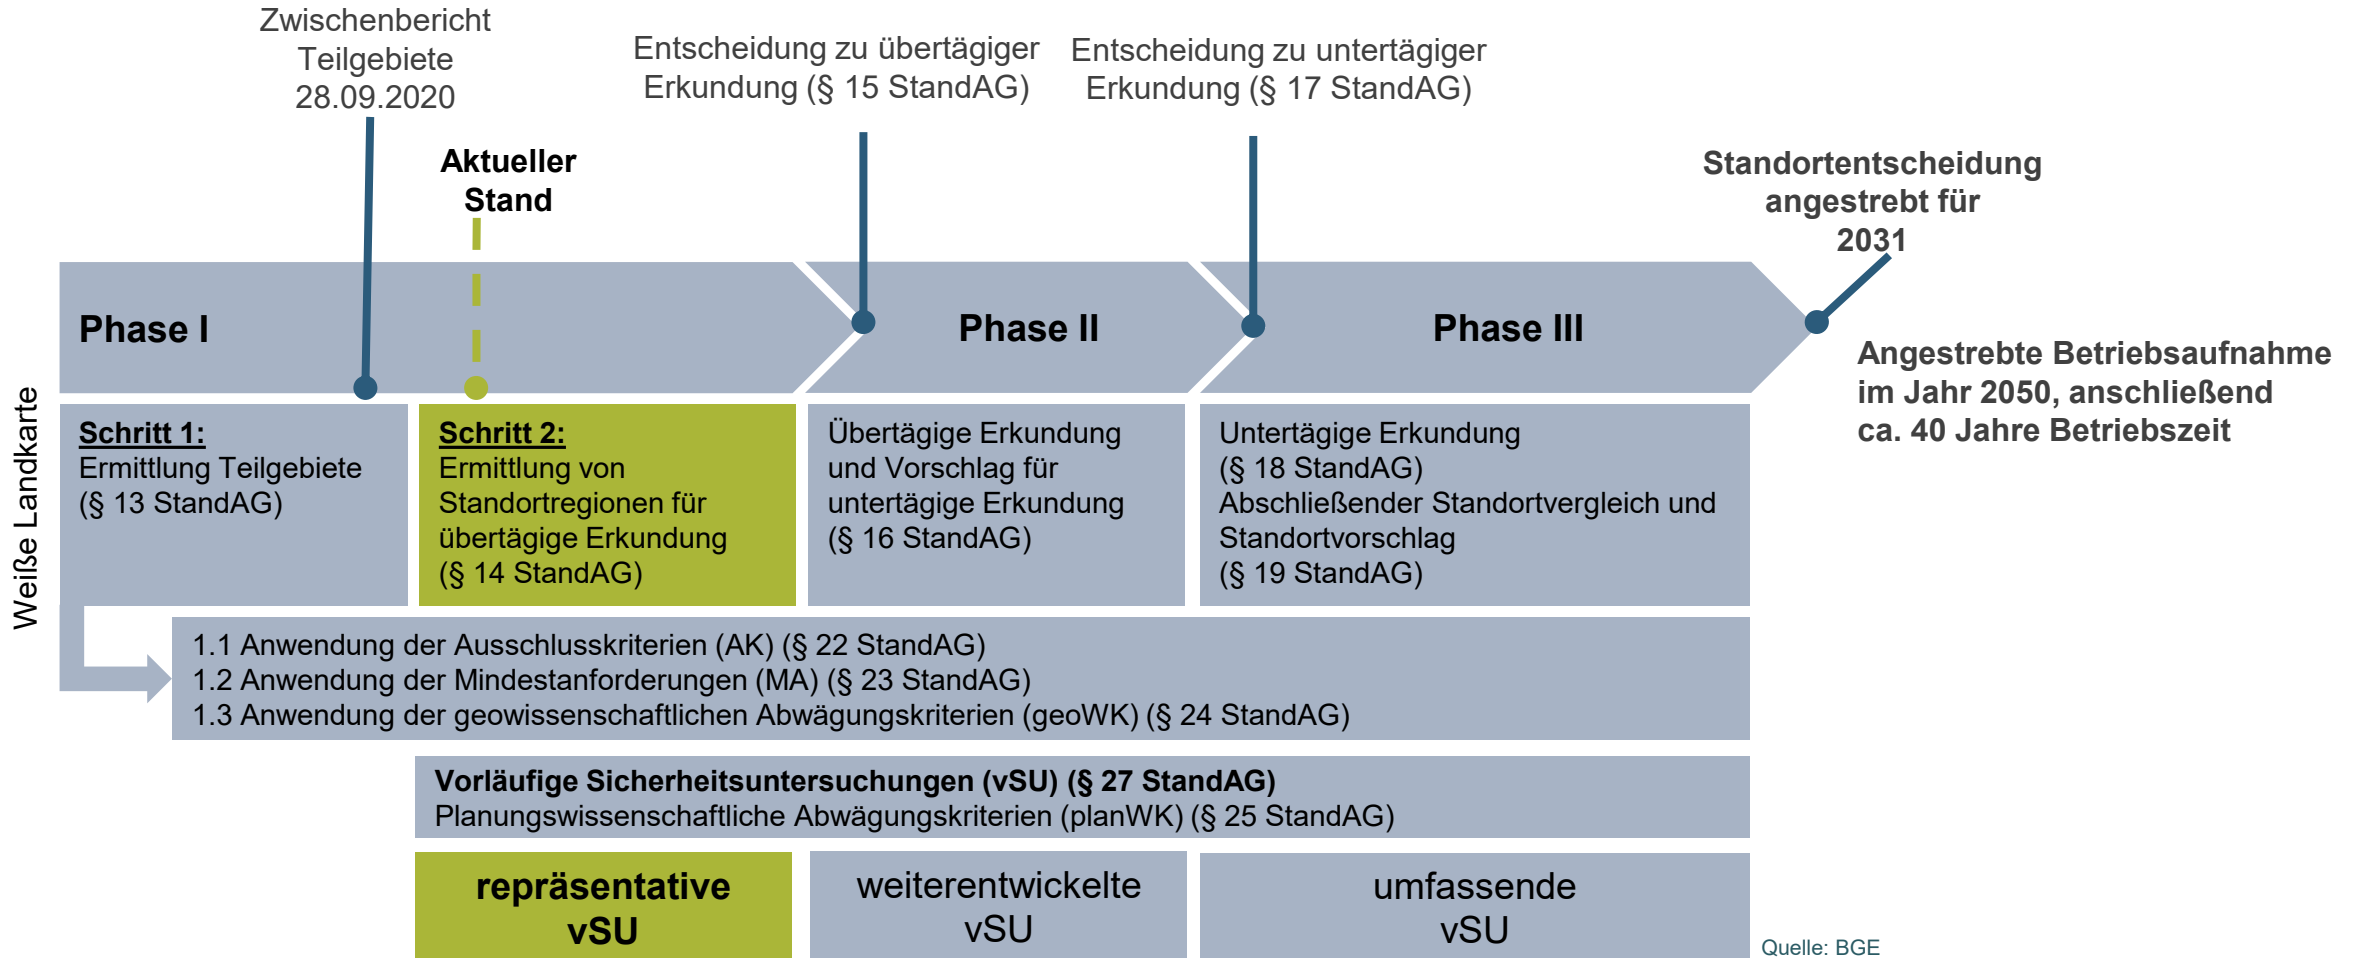 Zwischenbericht
Teilgebiete
28.09.2020
Entscheidung zu übertägiger
Erkundung (§ 15 StandAG)
Entscheidung zu untertägiger
Erkundung (§ 17 StandAG)
Aktueller
Stand
Standortentscheidung
angestrebt für
2031
Phase I
Phase II
Phase III
Angestrebte Betriebsaufnahme
im Jahr 2050, anschließend
ca. 40 Jahre Betriebszeit
Weiße Landkarte
Schritt 1:
Ermittlung Teilgebiete
(§ 13 StandAG)
Schritt 2:
Ermittlung von
Standortregionen für
übertägige Erkundung
(§ 14 StandAG)
Übertägige Erkundung
und Vorschlag für
untertägige Erkundung
(§ 16 StandAG)
Untertägige Erkundung
(§ 18 StandAG)
Abschließender Standortvergleich und
Standortvorschlag
(§ 19 StandAG)
1.1 Anwendung der Ausschlusskriterien (AK) (§ 22 StandAG)
1.2 Anwendung der Mindestanforderungen (MA) (§ 23 StandAG)
1.3 Anwendung der geowissenschaftlichen Abwägungskriterien (geoWK) (§ 24 StandAG)
Vorläufige Sicherheitsuntersuchungen (vSU) (§ 27 StandAG)
Planungswissenschaftliche Abwägungskriterien (planWK) (§ 25 StandAG)
repräsentative
vSU
weiterentwickelte
vSU
umfassende
vSU
Quelle: BGE